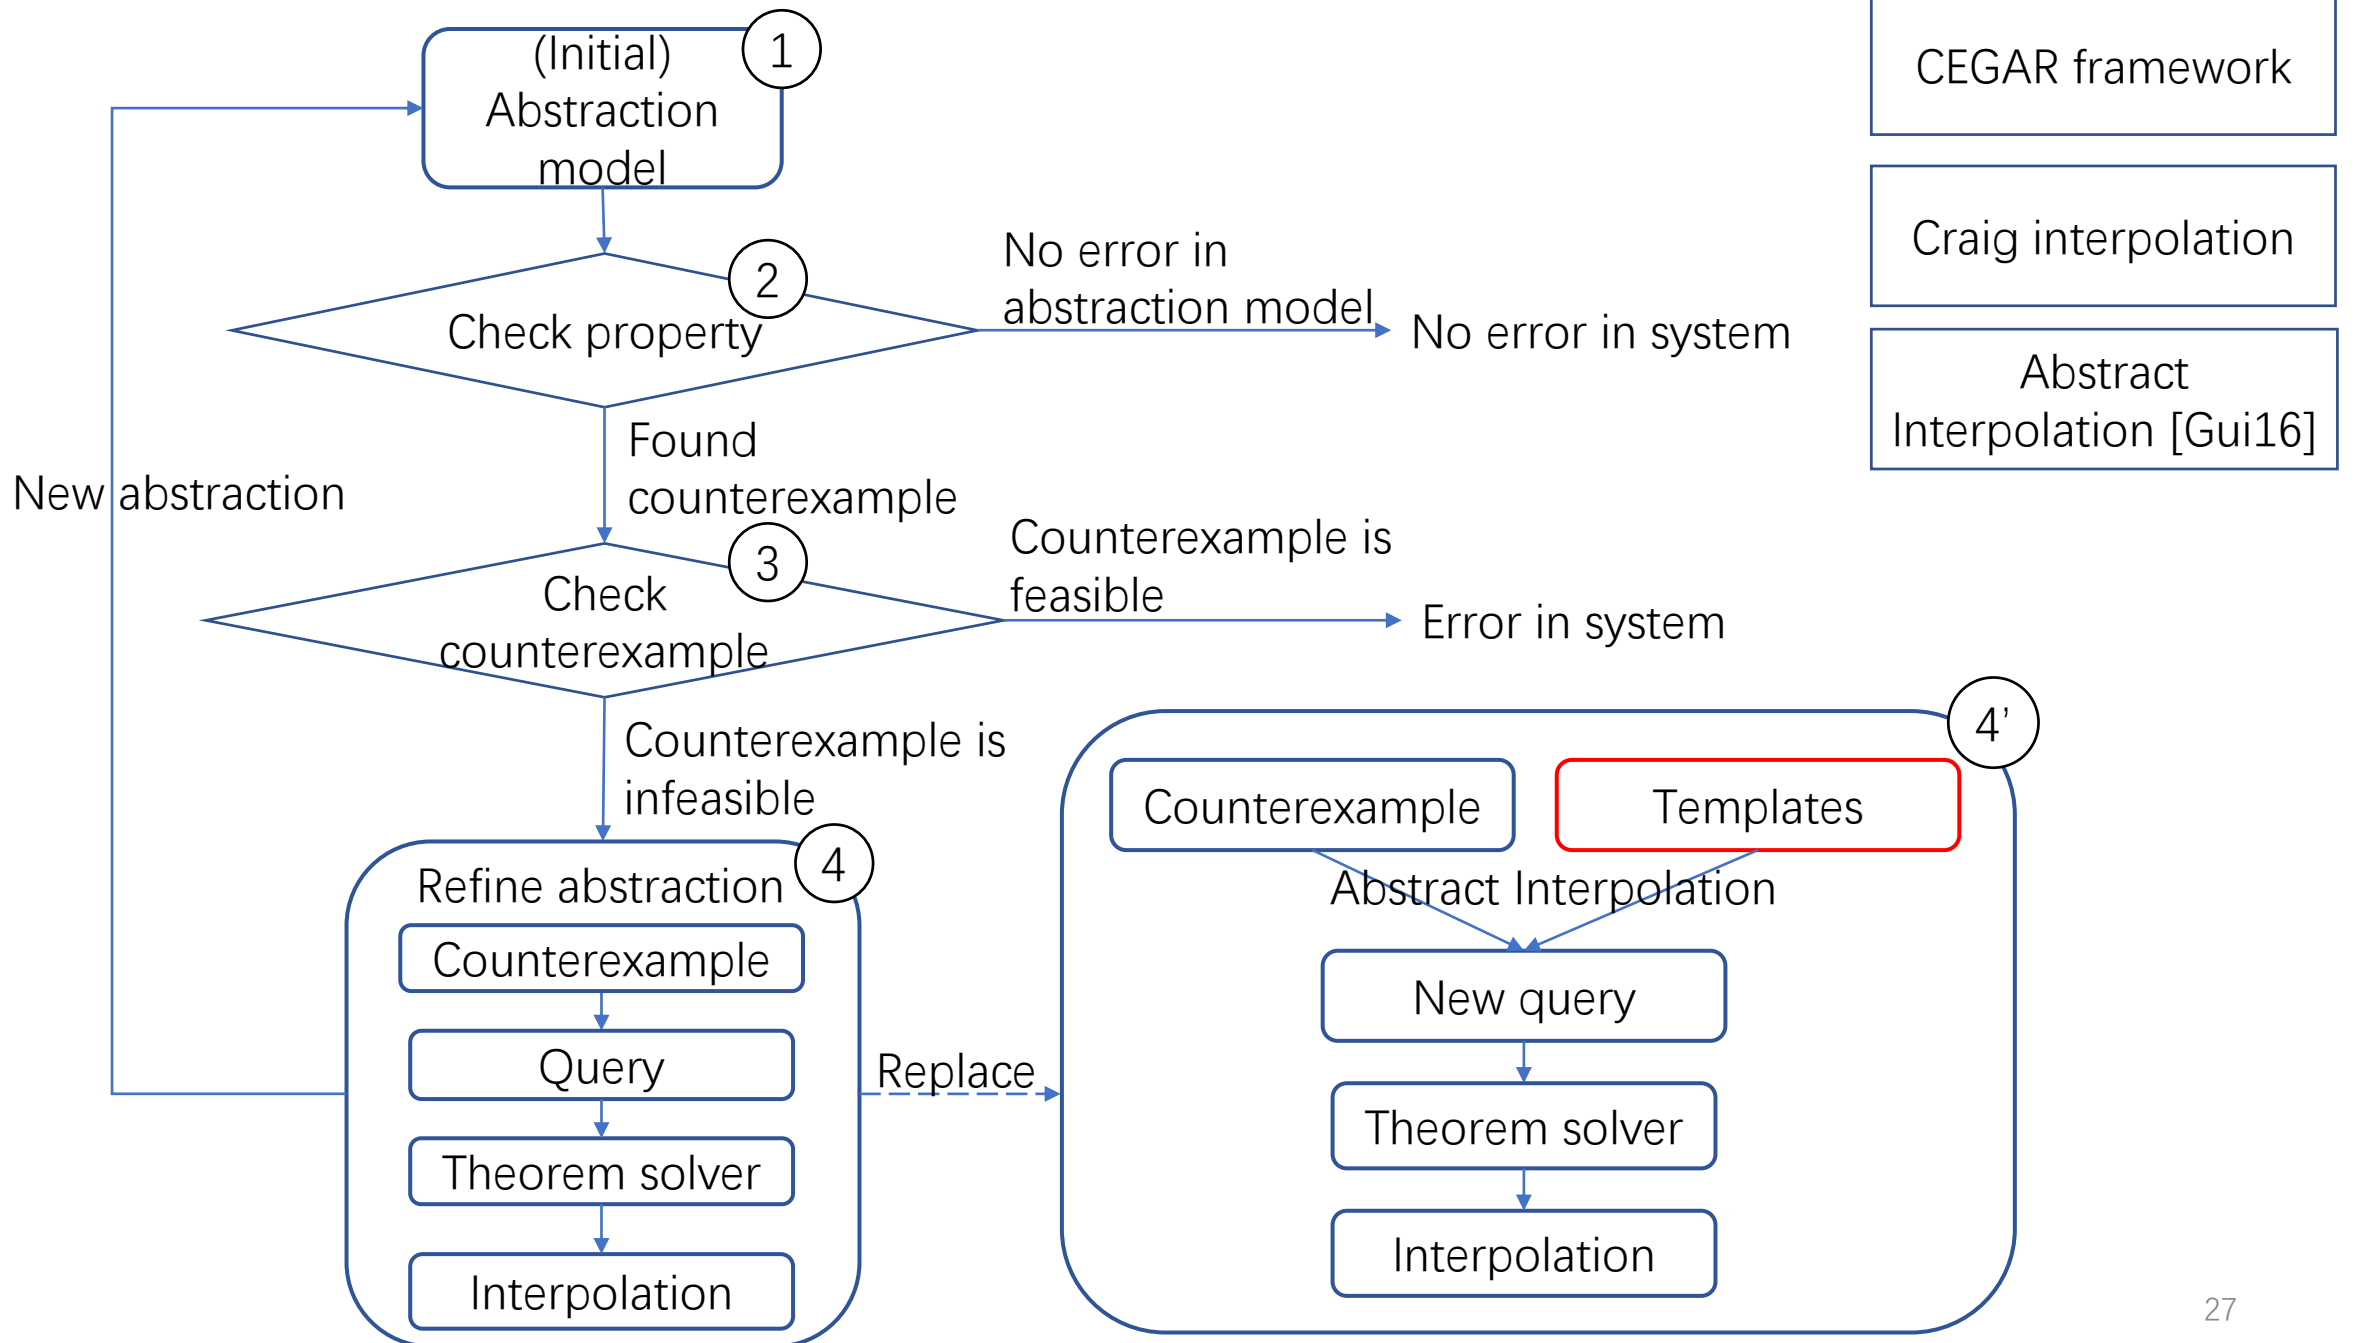 (Initial)
Abstraction
model
1
CEGAR framework
Craig interpolation
Abstract
Interpolation [Gui16]
2
Check property
No error in
abstraction model
No error in system
Found
counterexample
New abstraction
3
Check
counterexample
Counterexample is
feasible
Error in system
Counterexample is
infeasible
4
Refine abstraction
Counterexample
Query
Theorem solver
Interpolation
Replace
4’
Counterexample
Templates
Abstract Interpolation
New query
Theorem solver
Interpolation
27